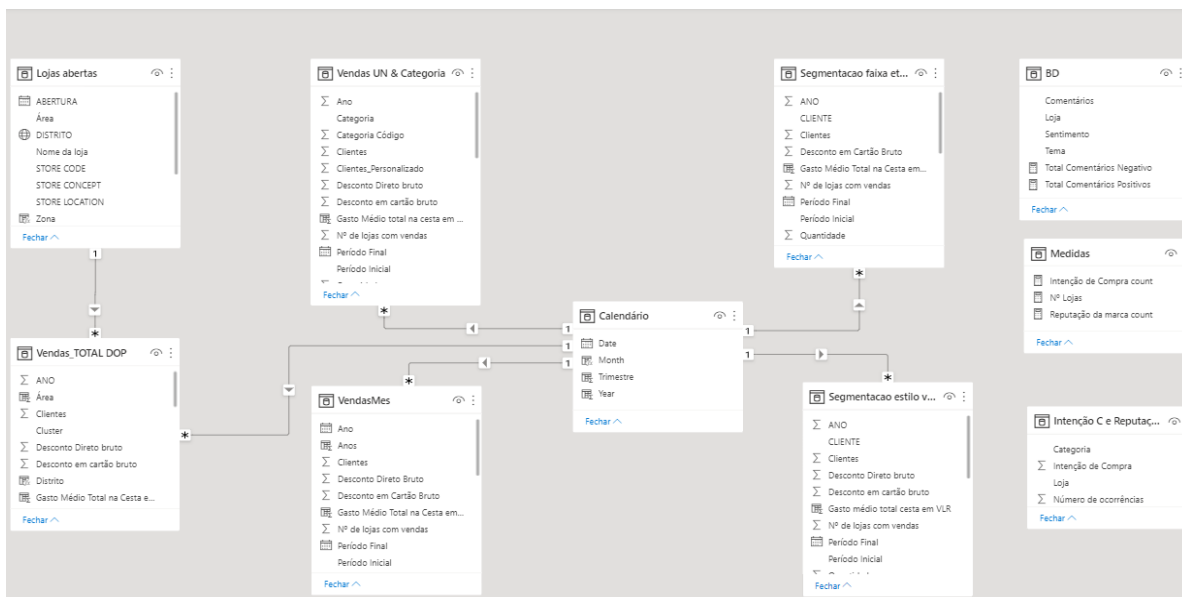 Lojas abertas
ABERTURA
Área
DISTRITO
Nome da loja
STORE CODE
STORE CONCEPT
STORE LOCATION
Zona
Fechar
1
*
Vendas_TOTAL DOP
ANO
Área
Clientes
Cluster
Desconto Direto bruto
Desconto em cartão bruto
Distrito
Gasto Médio Total na Cesta e...
Fechar
*
Vendas UN & Categoria
Ano
Categoria
Categoria Código
Clientes
Clientes_Personalizado
Desconto Direto bruto
Desconto em cartão bruto
Gasto Médio total na cesta em ...
Nº de lojas com vendas
Período Final
Período Inicial
Fechar
*
*
VendasMes
Ano
Anos
Clientes
Desconto Direto Bruto
Desconto em Cartão Bruto
Gasto Médio Total na Cesta em...
Nº de lojas com vendas
Período Final
Período Inicial
Fechar
1
1
1
Calendário
Date
Month
Trimestre
Year
Fechar
1
1
Segmentacao faixa et...
ANO
CLIENTE
Clientes
Desconto em Cartão Bruto
Gasto Médio Total na Cesta em...
Nº de lojas com vendas
Período Final
Período Inicial
Quantidade
Fechar
*
*
Segmentacao estilo v...
ANO
CLIENTE
Clientes
Desconto Direto bruto
Desconto em cartão bruto
Gasto médio total cesta em VLR
Nº de lojas com vendas
Período Final
Período Inicial
Fechar
BD
Comentários
Loja
Sentimento
Tema
Total Comentários Negativo
Total Comentários Positivos
Fechar
Medidas
Intenção de Compra count
Nº Lojas
Reputação da marca count
Fechar
Intenção C e Reputaç...
Categoria
Intenção de Compra
Loja
Número de ocorrências
Fechar